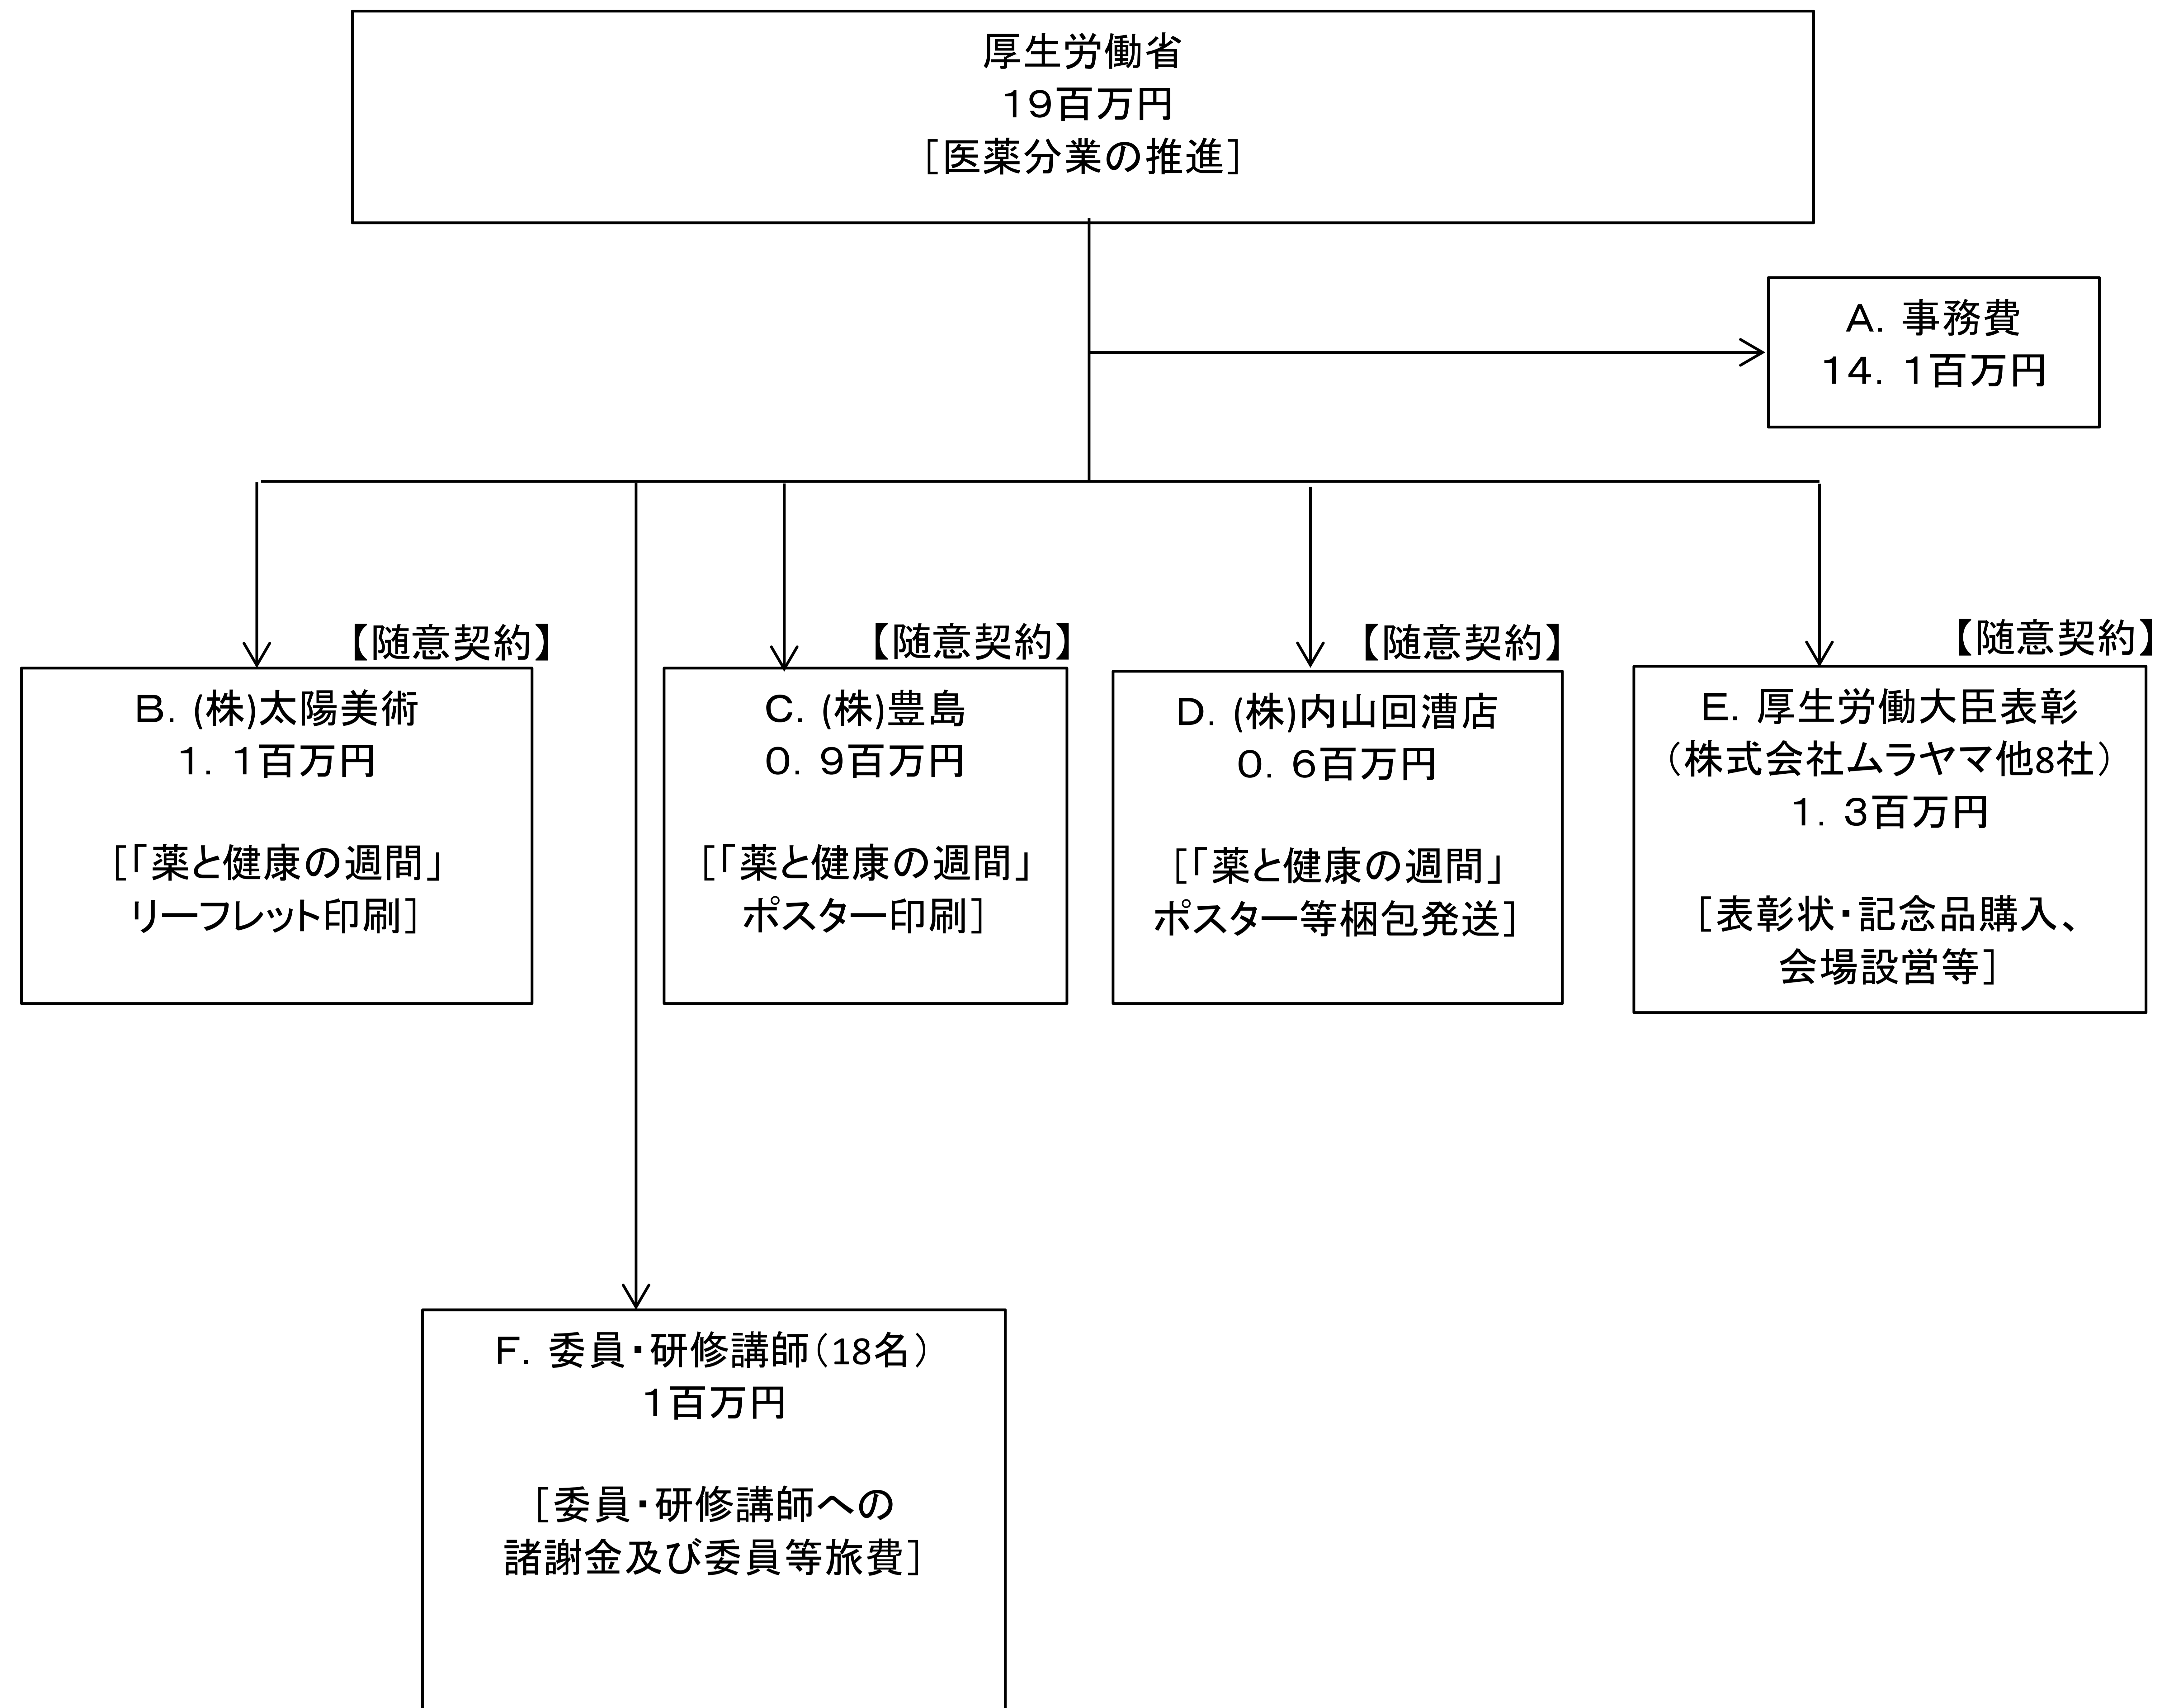 厚生労働省
19百万円
[医薬分業の推進]
A. 事務費
14. 1百万円
【随意契約】
B. (株)太陽美術
1. 1百万円
[「薬と健康の週間」
リーフレット印刷]
【随意契約】
C. (株)豊島
0. 9百万円
[「薬と健康の週間」
ポスター印刷]
【随意契約】
D. (株)内山回漕店
0. 6百万円
[「薬と健康の週間」
ポスター等梱包発送]
【随意契約】
E. 厚生労働大臣表彰
(株式会社ムラヤマ他8社)
1. 3百万円
[表彰状・記念品購入、
会場設営等]
F. 委員・研修講師(18名)
1百万円
[委員・研修講師への
諸謝金及び委員等旅費]